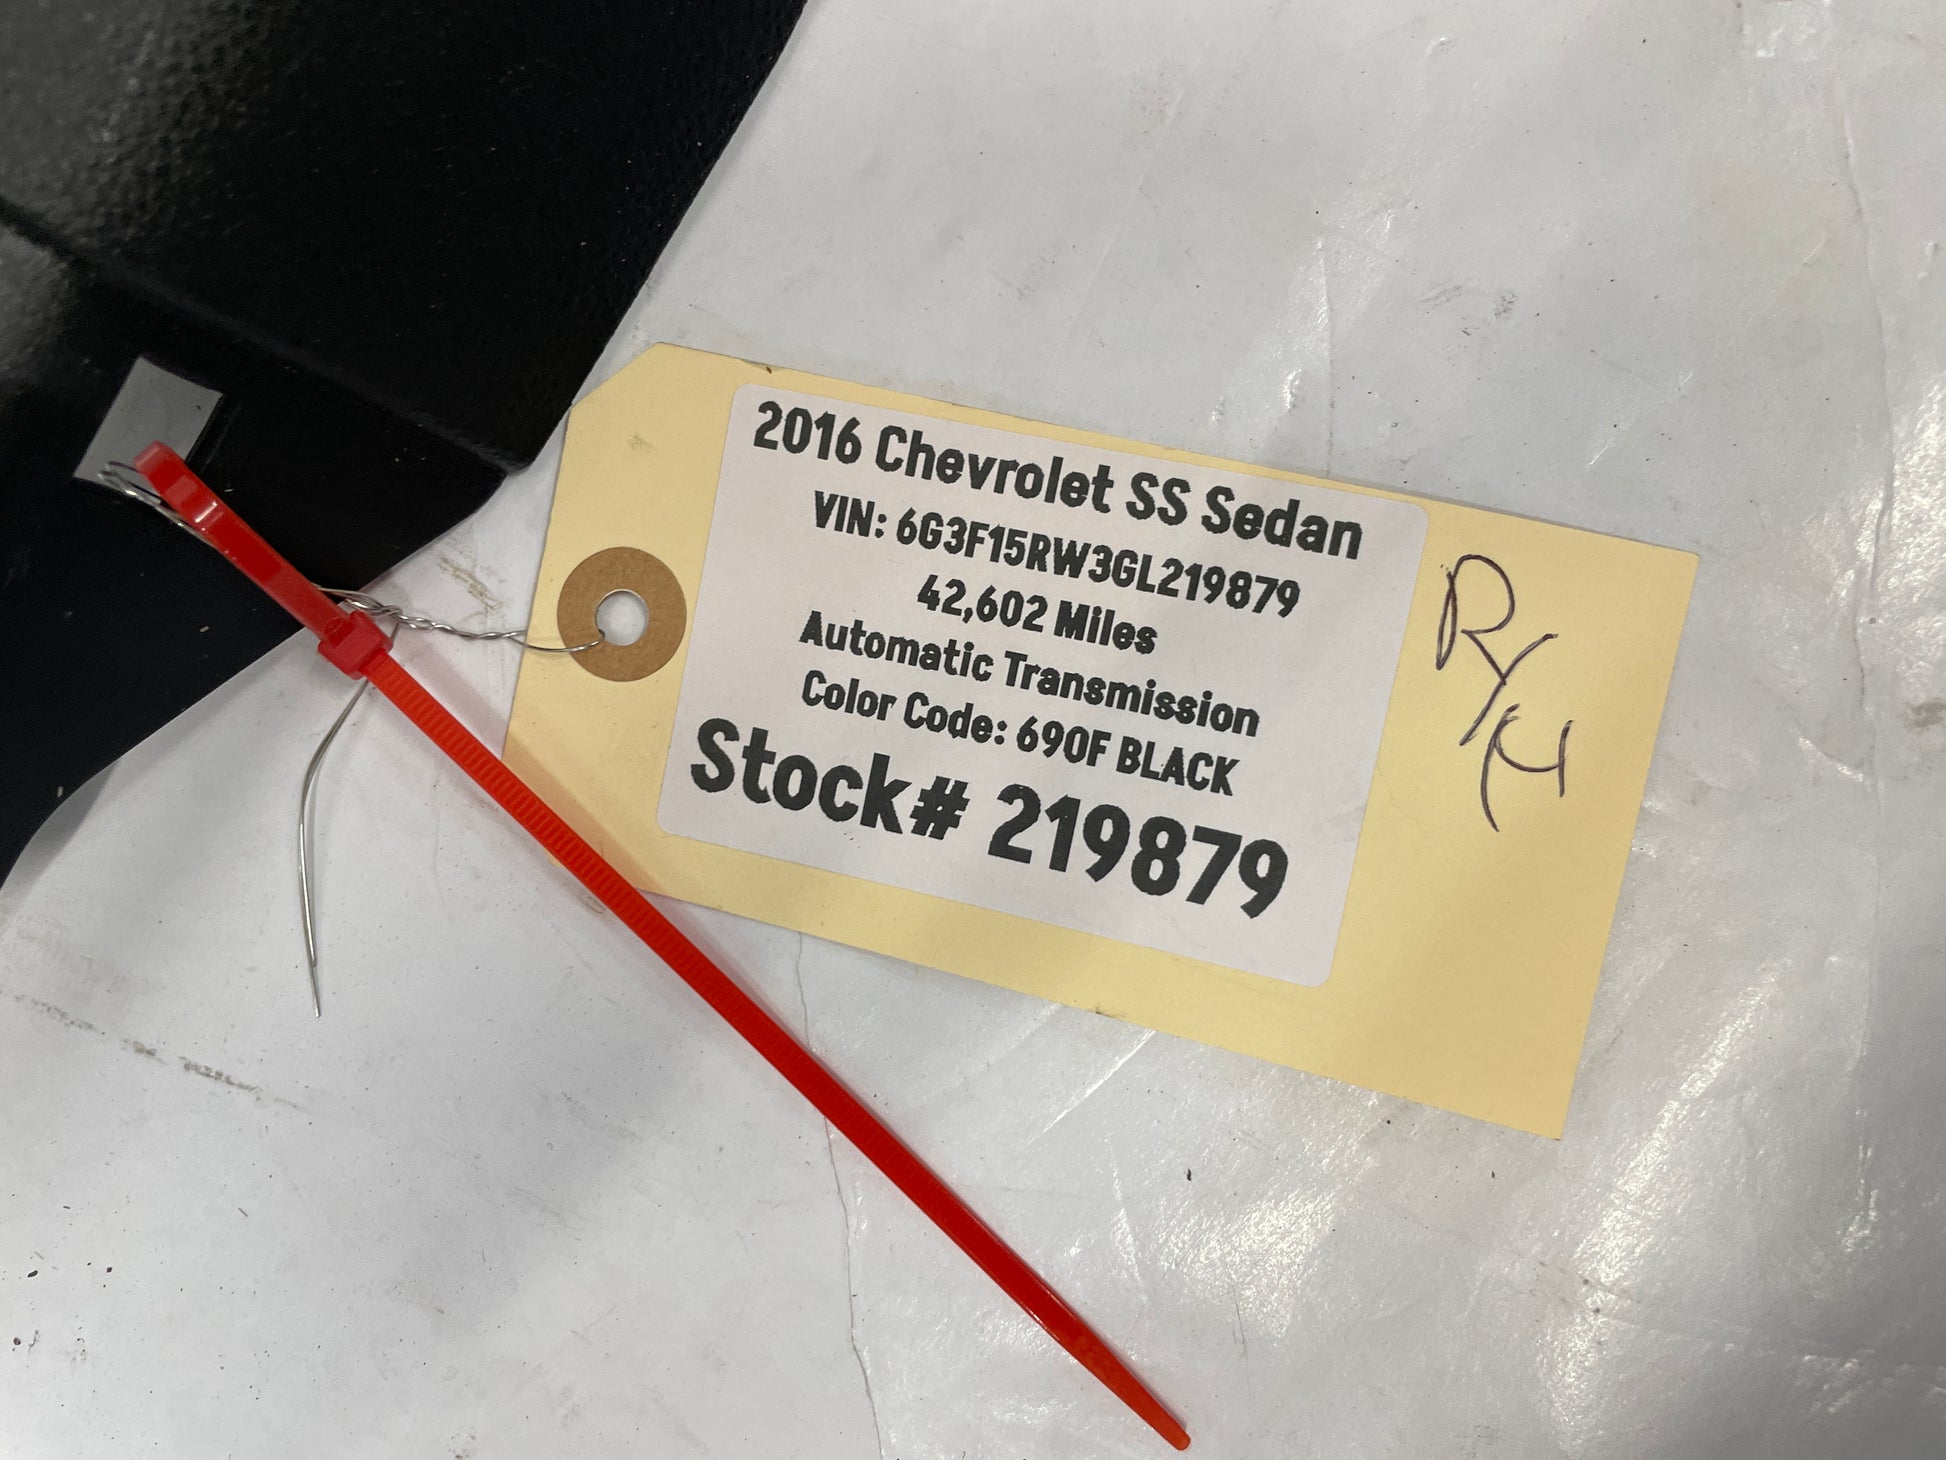 2016 Chevrolet SS Sedan
VIN: 6G3F15RW3GL219879
42,602 Miles
Automatic Transmission
Color Code: 690F BLACK
Stock# 219879